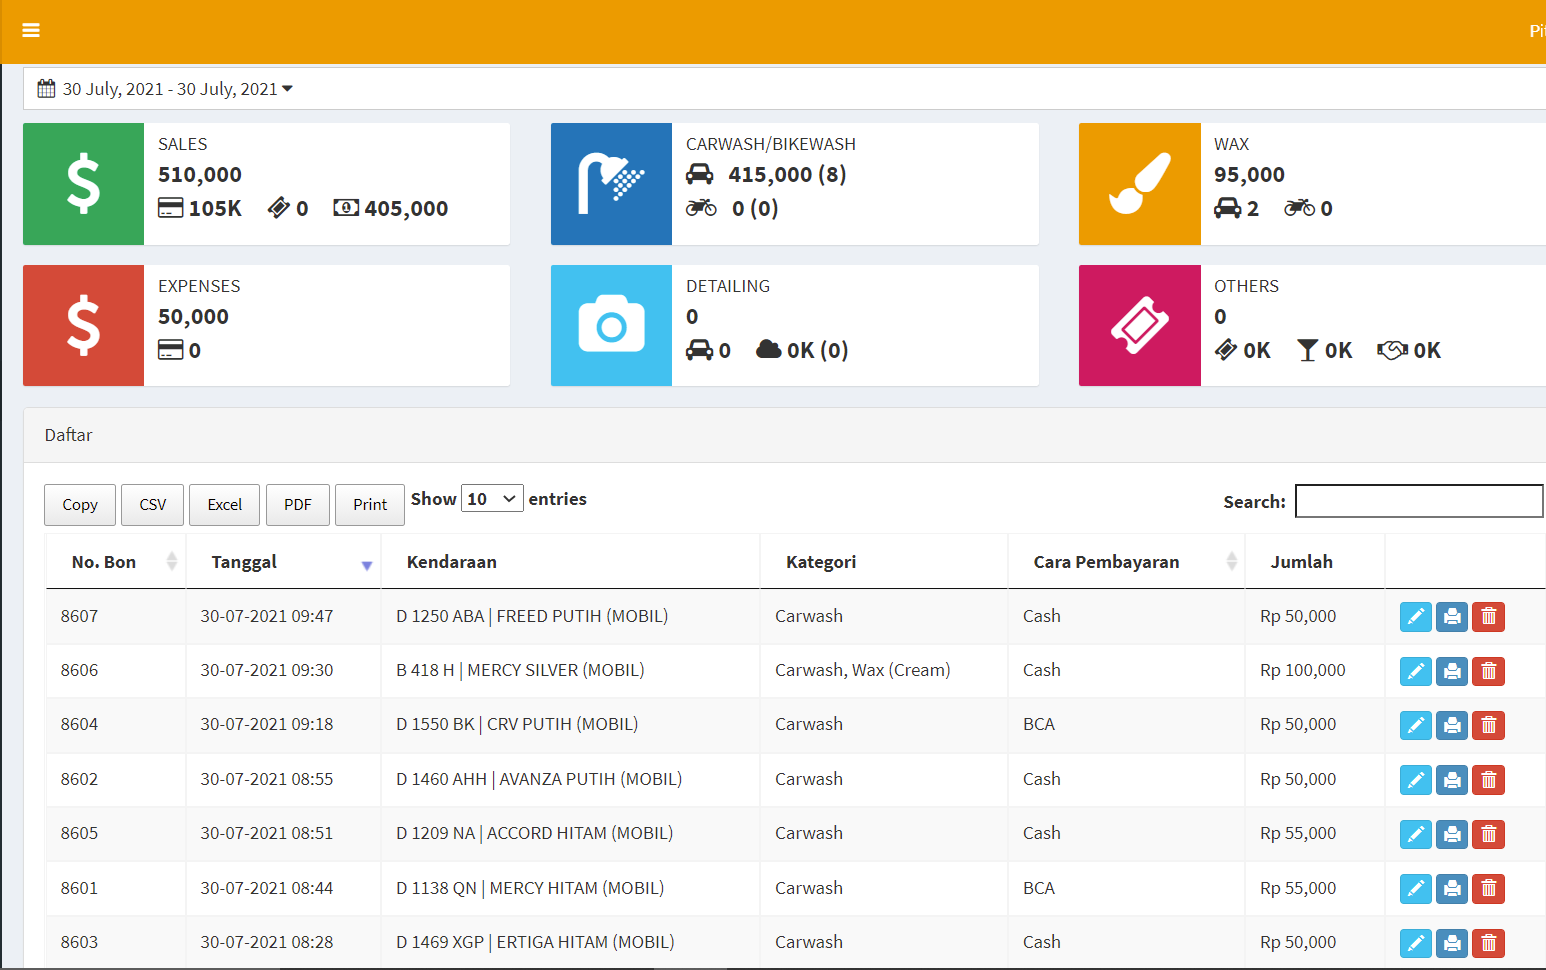 30 July, 2021 - 30 July, 2021
SALES
510,000
105K 0 405,000
CARWASH/BIKEWASH
415,000 (8)
0 (0)
WAX
95,000
2 0
EXPENSES
50,000
0
DETAILING
0
0 0K (0)
OTHERS
0
0K 0K 0K
Daftar
Copy CSV Excel PDF Print Show 10 entries Search:
No. Bon Tanggal Kendaraan Kategori Cara Pembayaran Jumlah
8607 30-07-2021 09:47 D 1250 ABA | FREED PUTIH (MOBIL) Carwash Cash Rp 50,000
8606 30-07-2021 09:30 B 418 H | MERCY SILVER (MOBIL) Carwash, Wax (Cream) Cash Rp 100,000
8604 30-07-2021 09:18 D 1550 BK | CRV PUTIH (MOBIL) Carwash BCA Rp 50,000
8602 30-07-2021 08:55 D 1460 AHH | AVANZA PUTIH (MOBIL) Carwash Cash Rp 50,000
8605 30-07-2021 08:51 D 1209 NA | ACCORD HITAM (MOBIL) Carwash Cash Rp 55,000
8601 30-07-2021 08:44 D 1138 QN | MERCY HITAM (MOBIL) Carwash BCA Rp 55,000
8603 30-07-2021 08:28 D 1469 XGP | ERTIGA HITAM (MOBIL) Carwash Cash Rp 50,000